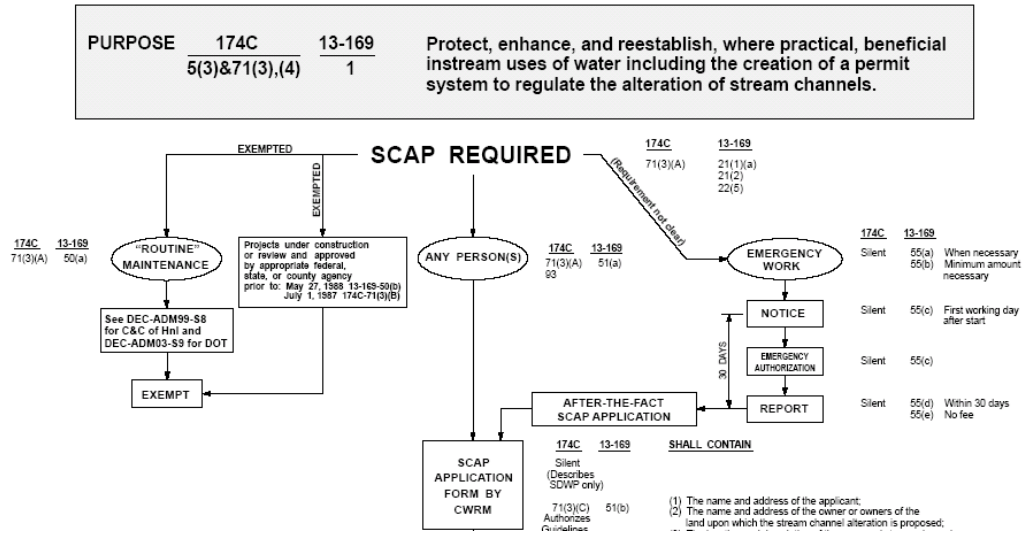 PURPOSE 174C 13-169
5(3)&71(3),(4) 1
Protect, enhance, and reestablish, where practical, beneficial
instream uses of water including the creation of a permit
system to regulate the alteration of stream channels.
SCAP REQUIRED
EXEMPTED
EXEMPTED
(Requirement not clear)
174C 13-169
71(3)(A) 21(1)(a)
21(2)
22(5)
174C 13-169
71(3)(A) 50(a)
"ROUTINE"
MAINTENANCE
Projects under construction
or review and approved
by appropriate federal,
state, or county agency
prior to: May 27, 1988 13-169-50(b)
July 1, 1987 174C-71(3)(B)
ANY PERSON(S)
174C 13-169
71(3)(A) 51(a)
93
EMERGENCY
WORK
174C 13-169
Silent 55(a) When necessary
55(b) Minimum amount
necessary
See DEC-ADM99-S8
for C&C of Hnl and
DEC-ADM03-S9 for DOT
EXEMPT
NOTICE
Silent 55(c) First working day
after start
30 DAYS
EMERGENCY
AUTHORIZATION
Silent 55(c)
AFTER-THE-FACT
SCAP APPLICATION
REPORT
Silent 55(d) Within 30 days
55(e) No fee
SCAP
APPLICATION
FORM BY
CWRM
174C 13-169
Silent
(Describes
SDWP only)
71(3)(C) 51(b)
Authorizes
Guidelines
SHALL CONTAIN
(1) The name and address of the applicant;
(2) The name and address of the owner or owners of the
land upon which the stream channel alteration is proposed;